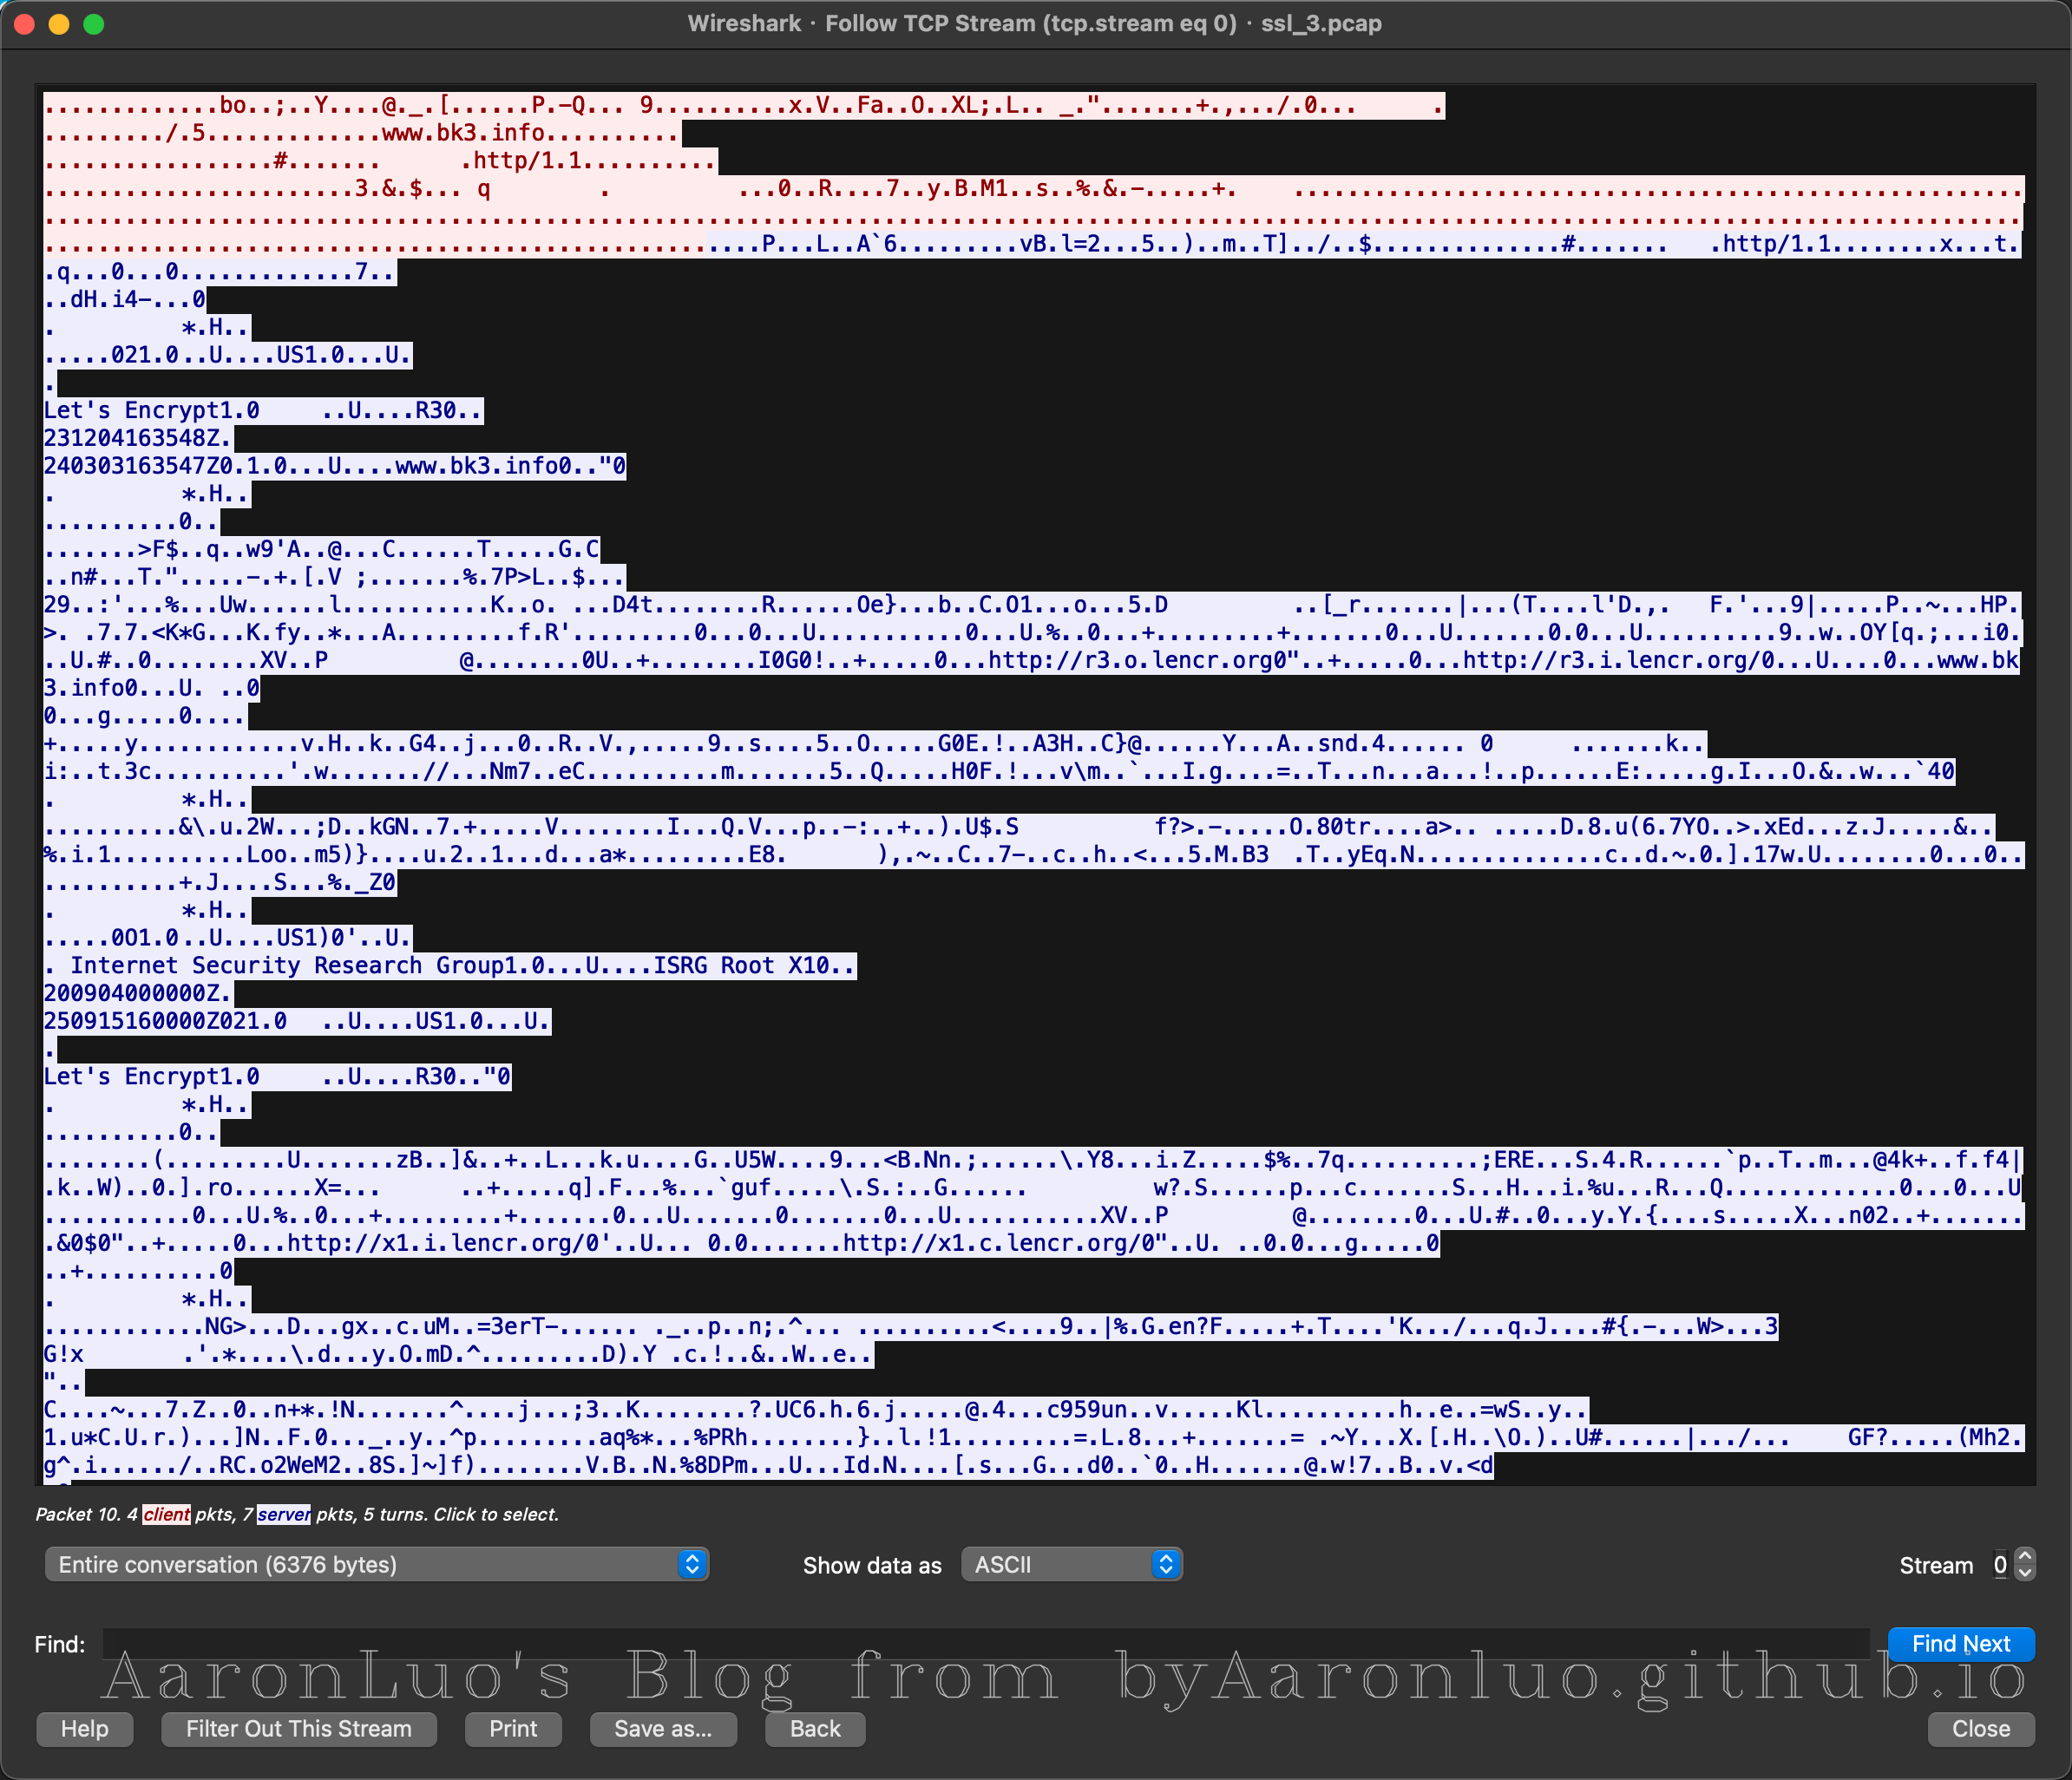 Wireshark · Follow TCP Stream (tcp.stream eq 0) · ssl_3.pcap
.............bo..;..Y....@._.[......P.-Q... 9..........x.V..Fa..O..XL;.L.. _.".......+.,.../.0...      .
........./.5.............www.bk3.info..........
.................#.......      .http/1.1..........
.......................3.&.$... q        .          ...0..R....7..y.B.M1..s..%.&.-.....+.    ......................................................
..................................................................................................................................................
.....................................................P...L..A`6.........vB.l=2...5..)..m..T]../..$..............#.......   .http/1.1........x...t.
.q...0...0.............7..
..dH.i4-...0
.         *.H..
.....021.0..U....US1.0...U.
.
Let's Encrypt1.0    ..U....R30..
231204163548Z.
240303163547Z0.1.0...U....www.bk3.info0.."0
.         *.H..
..........0..
.......>F$..q..w9'A..@...C......T.....G.C
..n#...T.".....-.+.[.V ;.......%.7P>L..$...
29..:'...%...Uw......l...........K..o. ...D4t........R......Oe}...b..C.O1...o...5.D         ..[_r.......|...(T....l'D.,.   F.'...9|.....P..~...HP.
>. .7.7.<K*G...K.fy..*...A.........f.R'.........0...0...U...........0...U.%..0...+.........+.......0...U.......0.0...U..........9..w..OY[q.;...i0.
..U.#..0........XV..P         @........0U..+........I0G0!..+.....0...http://r3.o.lencr.org0"..+.....0...http://r3.i.lencr.org/0...U....0...www.bk
3.info0...U. ..0
0...g.....0....
+.....y............v.H..k..G4..j...0..R..V.,.....9..s....5..O.....G0E.!..A3H..C}@......Y...A..snd.4...... 0      .......k..
i:..t.3c..........'.w.......//...Nm7..eC..........m.......5..Q.....H0F.!...v\m..`...I.g....=..T...n...a...!..p......E:.....g.I...O.&..w...`40
.         *.H..
..........&\.u.2W...;D..kGN..7.+.....V........I...Q.V...p..-:..+..).U$.S          f?>.-.....O.80tr....a>.. .....D.8.u(6.7YO..>.xEd...z.J.....&..
%.i.1..........Loo..m5)}....u.2..1...d...a*.........E8.      ),.~..C..7-..c..h..<...5.M.B3  .T..yEq.N..............c..d.~.0.].17w.U........0...0..
..........+.J....S...%._Z0
.         *.H..
.....0O1.0..U....US1)0'..U.
. Internet Security Research Group1.0...U....ISRG Root X10..
200904000000Z.
250915160000Z021.0  ..U....US1.0...U.
.
Let's Encrypt1.0    ..U....R30.."0
.         *.H..
..........0..
........(.........U.......zB..]&..+..L...k.u....G..U5W....9...<B.Nn.;......\.Y8...i.Z.....$%..7q..........;ERE...S.4.R......`p..T..m...@4k+..f.f4|
.k..W)..0.].ro......X=...      ..+.....q].F...%...`guf.....\.S.:..G......         w?.S......p...c.......S...H...i.%u...R...Q.............0...0...U
...........0...U.%..0...+.........+.......0...U.......0.......0...U...........XV..P         @........0...U.#..0...y.Y.{....s.....X...n02..+.......
.&0$0"..+.....0...http://x1.i.lencr.org/0'..U... 0.0.......http://x1.c.lencr.org/0"..U. ..0.0...g.....0
..+..........0
.         *.H..
............NG>...D...gx..c.uM..=3erT-...... ._..p..n;.^... ..........<....9..|%.G.en?F.....+.T....'K.../...q.J....#{.-...W>...3
G!x       .'.*....\.d...y.O.mD.^.........D).Y .c.!..&..W..e..
"..
C....~...7.Z..0..n+*.!N.......^....j...;3..K........?.UC6.h.6.j.....@.4...c959un..v.....Kl..........h..e..=wS..y..
1.u*C.U.r.)...]N..F.0..._..y..^p.........aq%*...%PRh........}..l.!1.........=.L.8...+......= .~Y...X.[.H..\O.)..U#......|.../...    GF?.....(Mh2.
g^.i....../..RC.o2WeM2..8S.]~]f)........V.B..N.%8DPm...U...Id.N....[.s...G...d0..`0..H.......@.w!7..B..v.<d
Packet 10. 4 client pkts, 7 server pkts, 5 turns. Click to select.
Entire conversation (6376 bytes) Show data as ASCII Stream 0
Find: Find Next
AaronLuo's Blog from byAaronluo.github.io
Help Filter Out This Stream Print Save as... Back Close